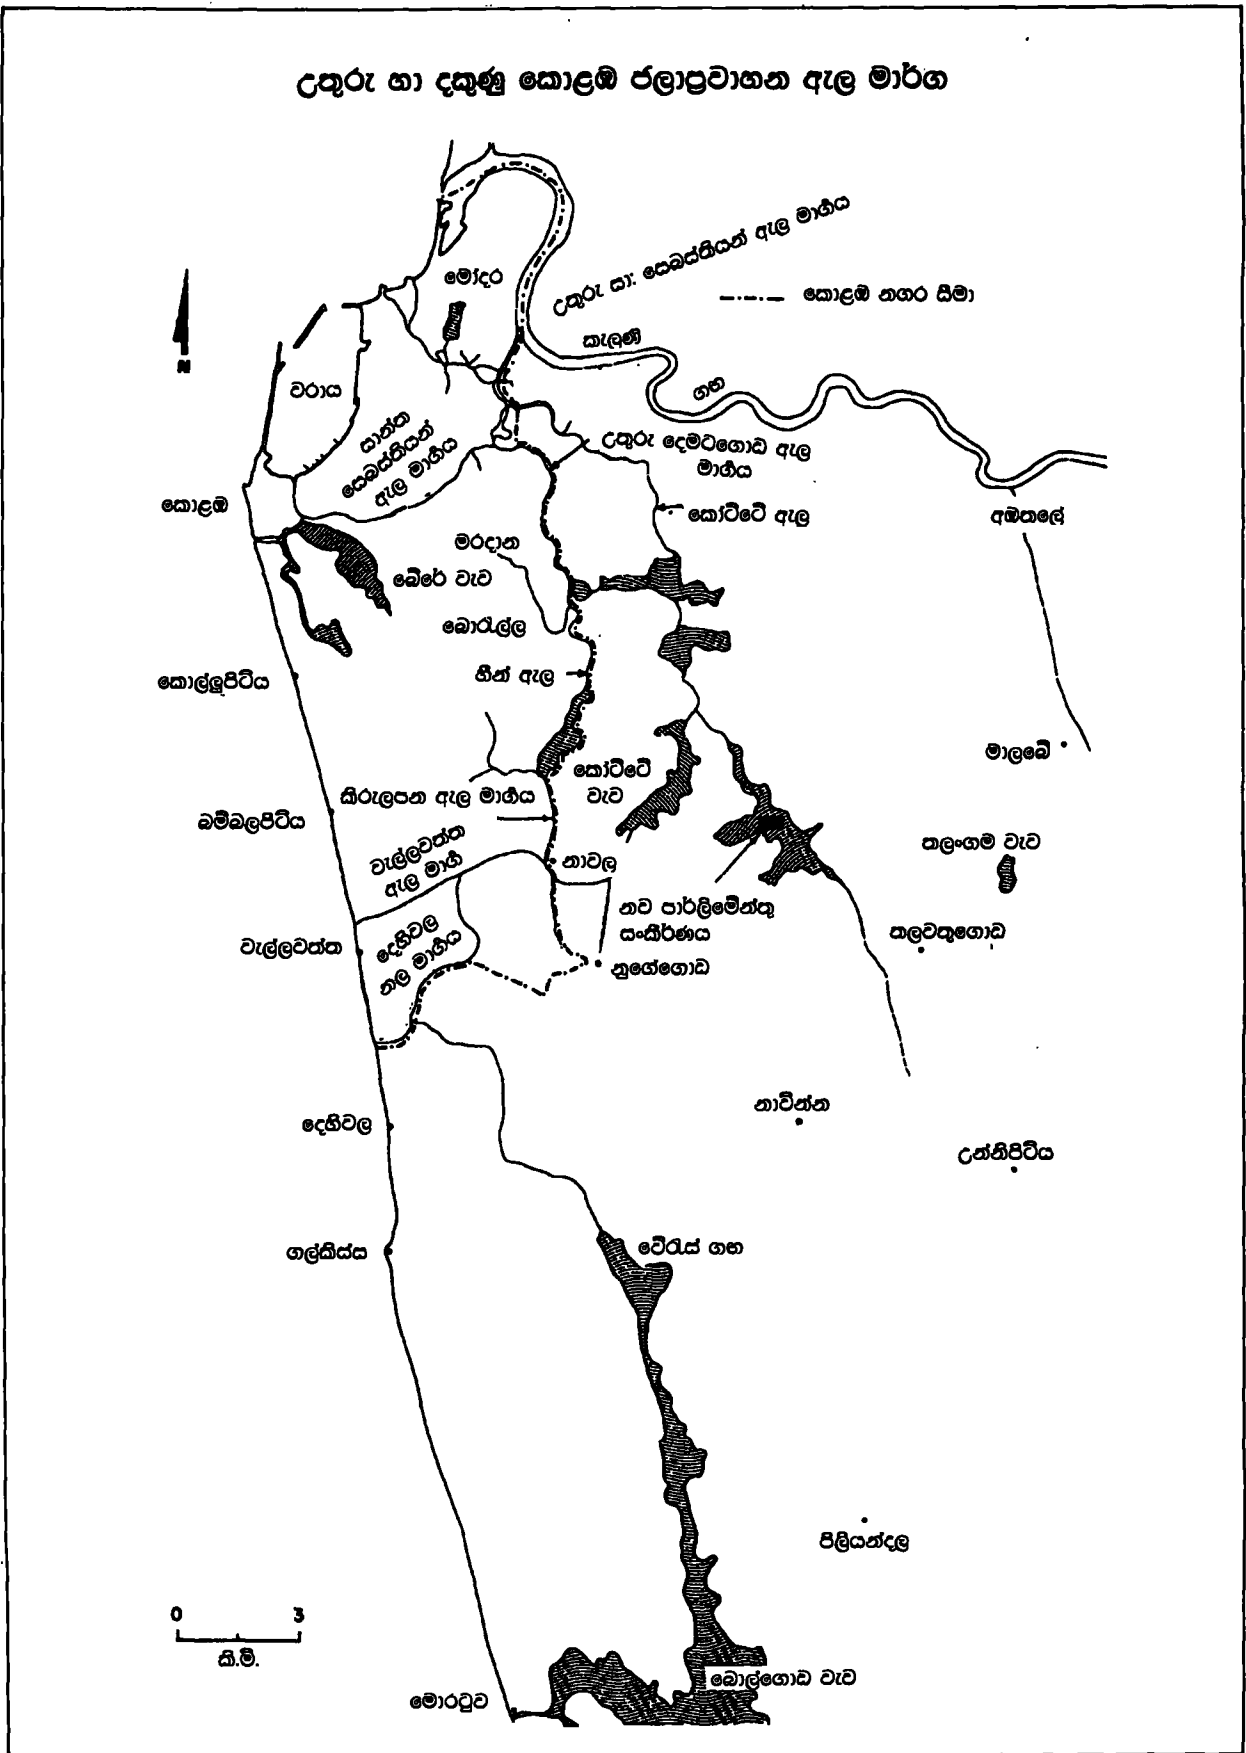 උතුරු හා දකුණු කොළඹ ජලාප්‍රවාහන ඇල මාර්ග
උතුරු සා: සෙබස්තියන් ඇල මාර්ගය
මෝදර
කොළඹ නගර සීමා
කැලණි
ගඟ
N
වරාය
සාන්ත
සෙබස්තියන්
ඇල මාර්ගය
උතුරු දෙමටගොඩ ඇල
මාර්ගය
කොළඹ
කෝට්ටේ ඇල
අඹතලේ
මරදාන
බේරේ වැව
බොරැල්ල
හීන් ඇල
කොල්ලුපිටිය
මාලබේ
කෝට්ටේ
වැව
කිරුලපන ඇල මාර්ගය
බම්බලපිටිය
වැල්ලවත්ත
ඇල මාර්ග
තලංගම වැව
නාවල
නව පාර්ලිමේන්තු
සංකීර්ණය
දෙහිවල
නල මාර්ගය
වැල්ලවත්ත
තලවතුගොඩ
නුගේගොඩ
නාවින්න
දෙහිවල
උන්නිපිටිය
ගල්කිස්ස
වේරැස් ගඟ
පිලියන්දල
0 3
කි.මී.
බොල්ගොඩ වැව
මොරටුව